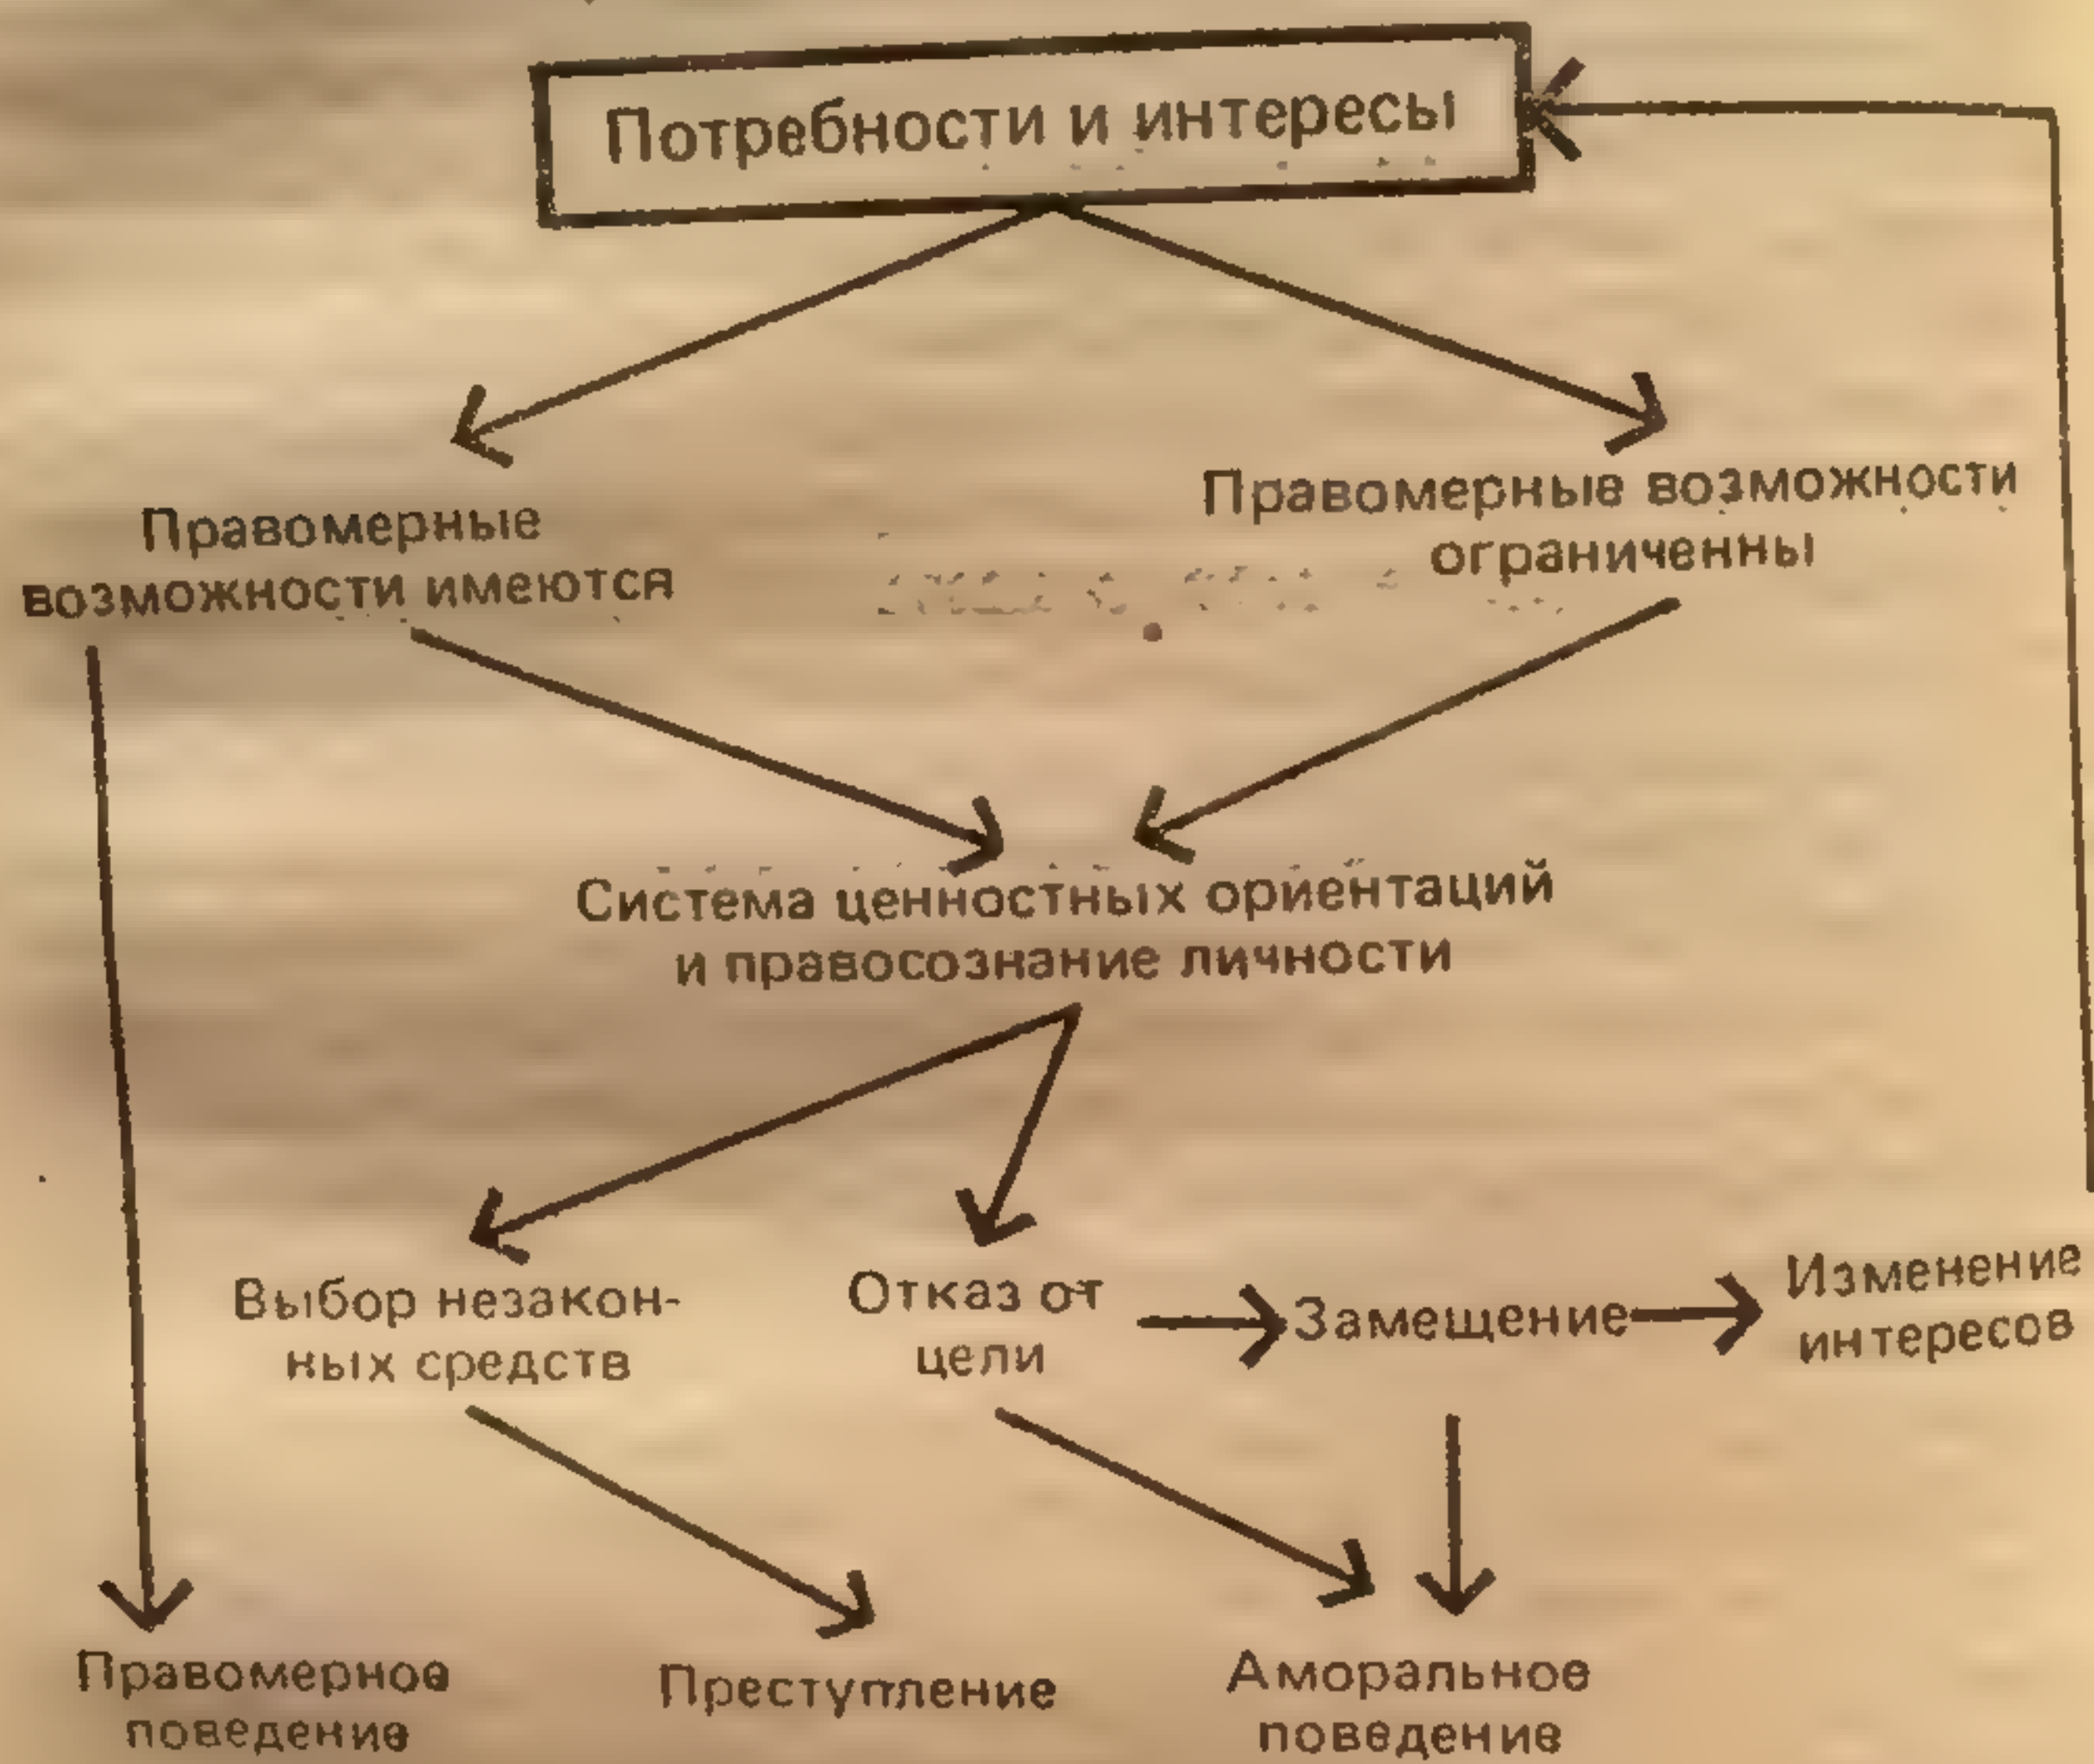 Потребности и интересы
Правомерные
возможности имеются
Правомерные возможности
ограниченны
Система ценностных ориентаций
и правосознание личности
Выбор незакон-
ных средств
Отказ от
цели
Замещение
Изменение
интересов
Правомерное
поведение
Преступление
Аморальное
поведение